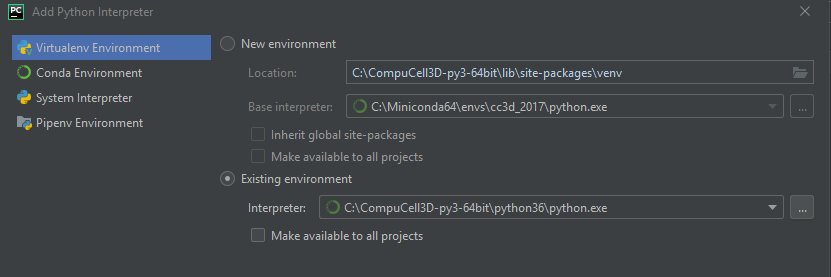 PC Add Python Interpreter
Virtualenv Environment
Conda Environment
System Interpreter
Pipenv Environment
New environment
Location: C:\CompuCell3D-py3-64bit\lib\site-packages\venv
Base interpreter: C:\Miniconda64\envs\cc3d_2017\python.exe ...
Inherit global site-packages
Make available to all projects
Existing environment
Interpreter: C:\CompuCell3D-py3-64bit\python36\python.exe ...
Make available to all projects